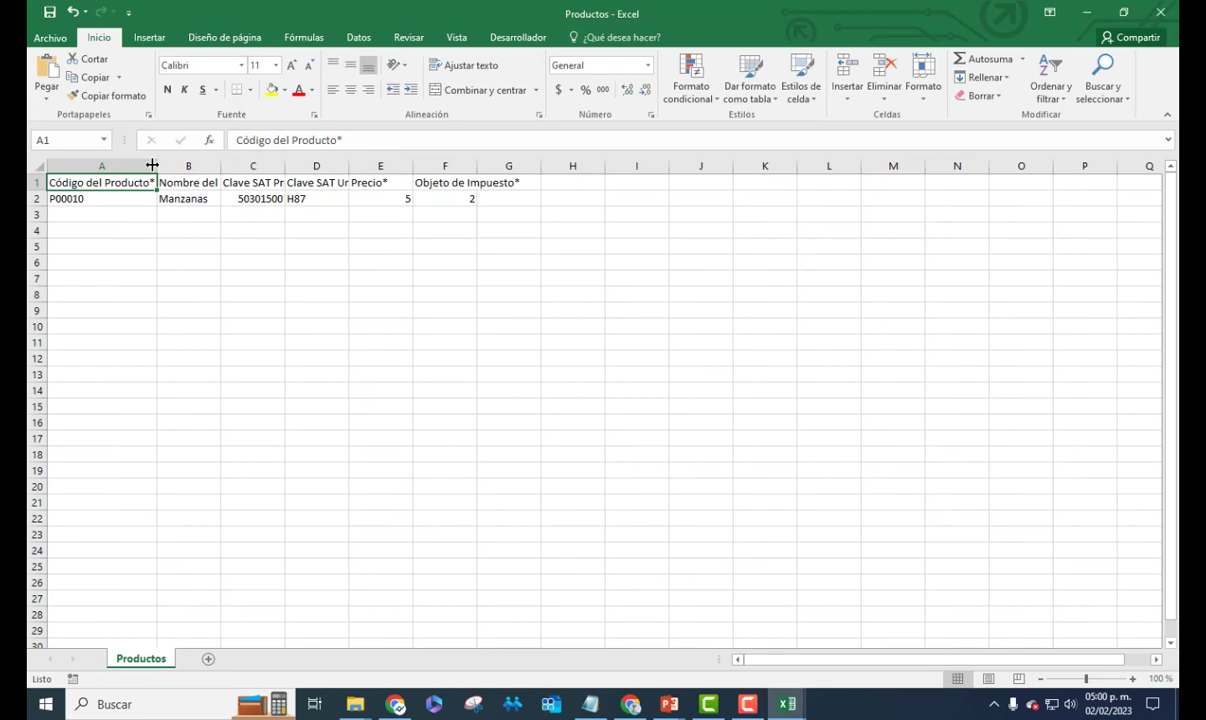 Productos - Excel
Archivo Inicio Insertar Diseño de página Fórmulas Datos Revisar Vista Desarrollador ¿Qué desea hacer? Compartir
Pegar
Cortar
Copiar
Copiar formato
Portapapeles
Calibri 11
N K S
Fuente
Ajustar texto
Combinar y centrar
Alineación
General
$ % 000
Número
Formato condicional
Dar formato como tabla
Estilos de celda
Estilos
Insertar Eliminar Formato
Celdas
Autosuma
Rellenar
Borrar
Ordenar y filtrar
Buscar y seleccionar
Modificar
A1 fx Código del Producto*
A B C D E F G H I J K L M N O P Q
1 Código del Producto* Nombre del Clave SAT Pr Clave SAT Ur Precio* Objeto de Impuesto*
2 P00010 Manzanas 50301500 H87 5 2
3
4
5
6
7
8
9
10
11
12
13
14
15
16
17
18
19
20
21
22
23
24
25
26
27
28
29
30
Productos
Listo 100 %
Buscar
05:00 p. m.
02/02/2023